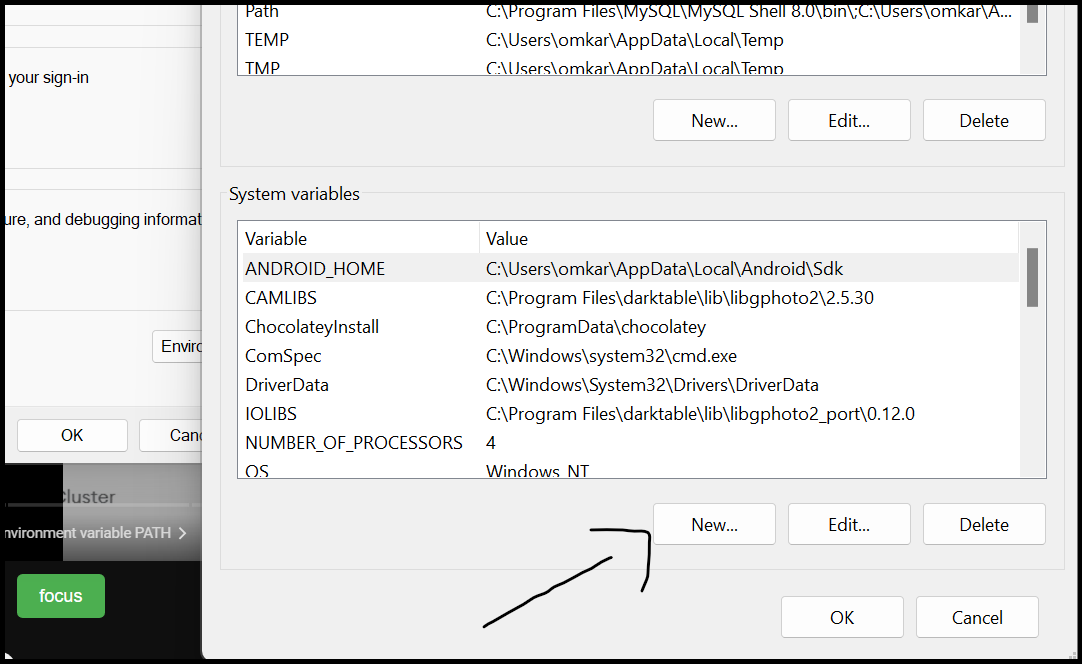 Path C:\Program Files\MySQL\MySQL Shell 8.0\bin\;C:\Users\omkar\A...
TEMP C:\Users\omkar\AppData\Local\Temp
TMP C:\Users\omkar\AppData\Local\Temp
your sign-in
New... Edit... Delete
System variables
ure, and debugging informat
Variable Value
ANDROID_HOME C:\Users\omkar\AppData\Local\Android\Sdk
CAMLIBS C:\Program Files\darktable\lib\libgphoto2\2.5.30
ChocolateyInstall C:\ProgramData\chocolatey
Enviro
ComSpec C:\Windows\system32\cmd.exe
DriverData C:\Windows\System32\Drivers\DriverData
IOLIBS C:\Program Files\darktable\lib\libgphoto2_port\0.12.0
OK Canc
NUMBER_OF_PROCESSORS 4
OS Windows_NT
Cluster
nvironment variable PATH >
New... Edit... Delete
focus
OK Cancel